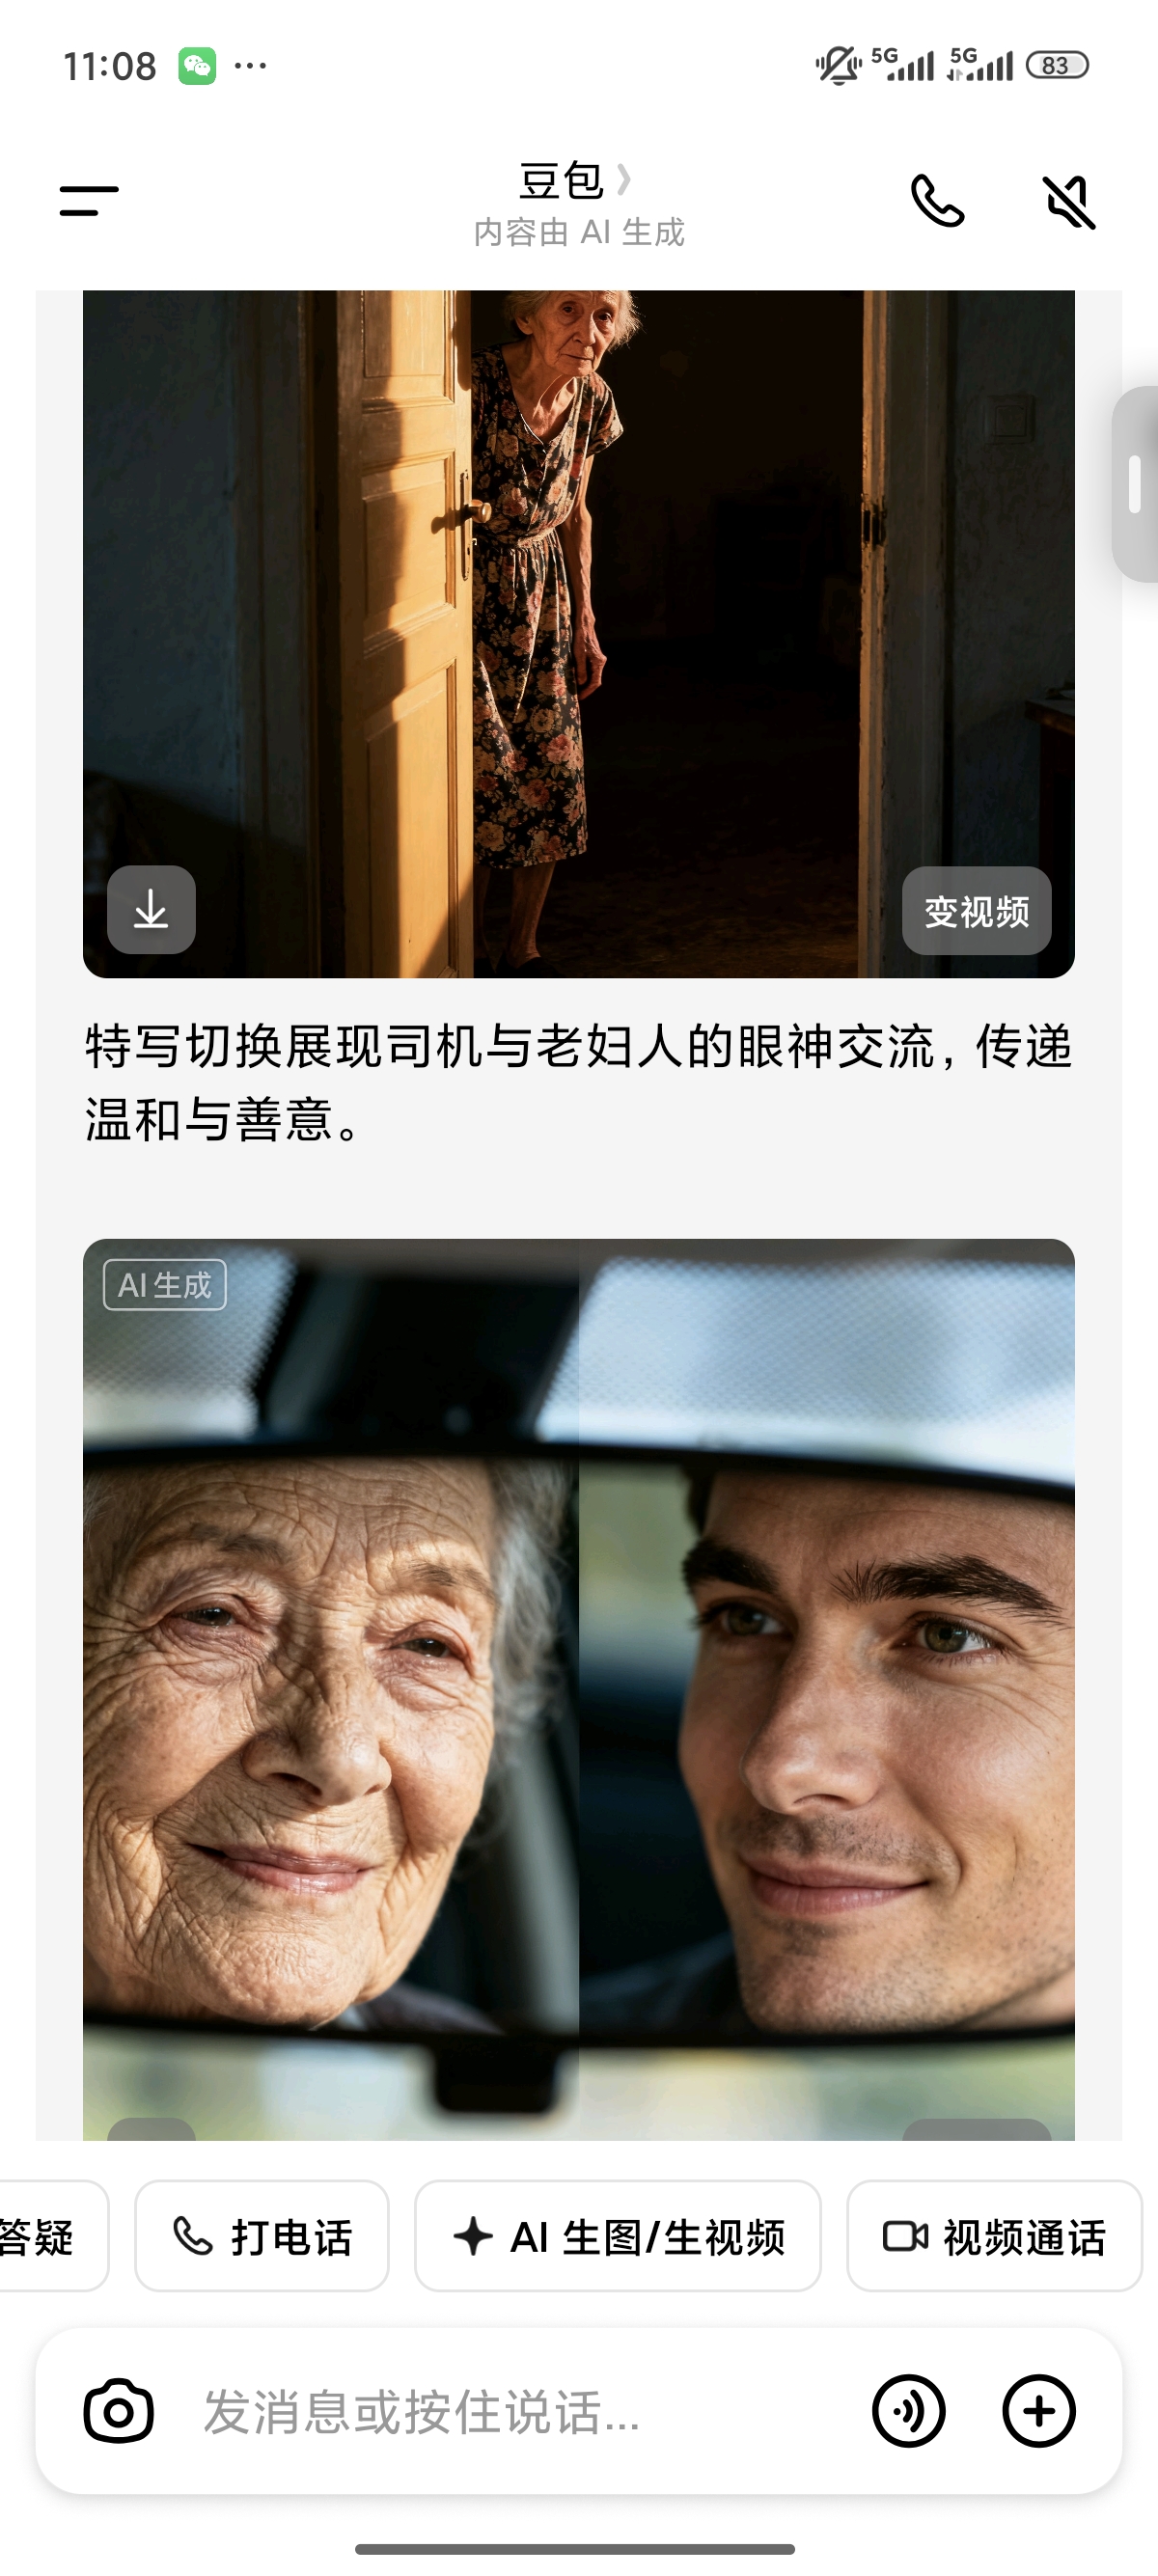 11:08
5G
5G
83
豆包
内容由 AI 生成
变视频
特写切换展现司机与老妇人的眼神交流，传递
温和与善意。
AI 生成
答疑
打电话
AI 生图/生视频
视频通话
发消息或按住说话...